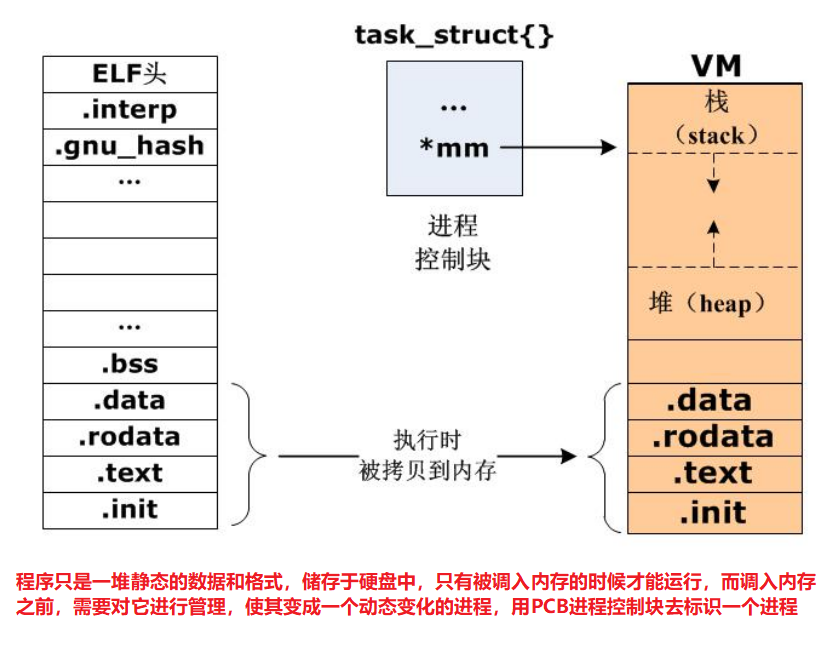 task_struct{}
ELF头
.interp
.gnu_hash
...
...
.bss
.data
.rodata
.text
.init
...
*mm
进程
控制块
执行时
被拷贝到内存
VM
栈
（stack）
堆（heap）
.data
.rodata
.text
.init
程序只是一堆静态的数据和格式，储存于硬盘中，只有被调入内存的时候才能运行，而调入内存
之前，需要对它进行管理，使其变成一个动态变化的进程，用PCB进程控制块去标识一个进程